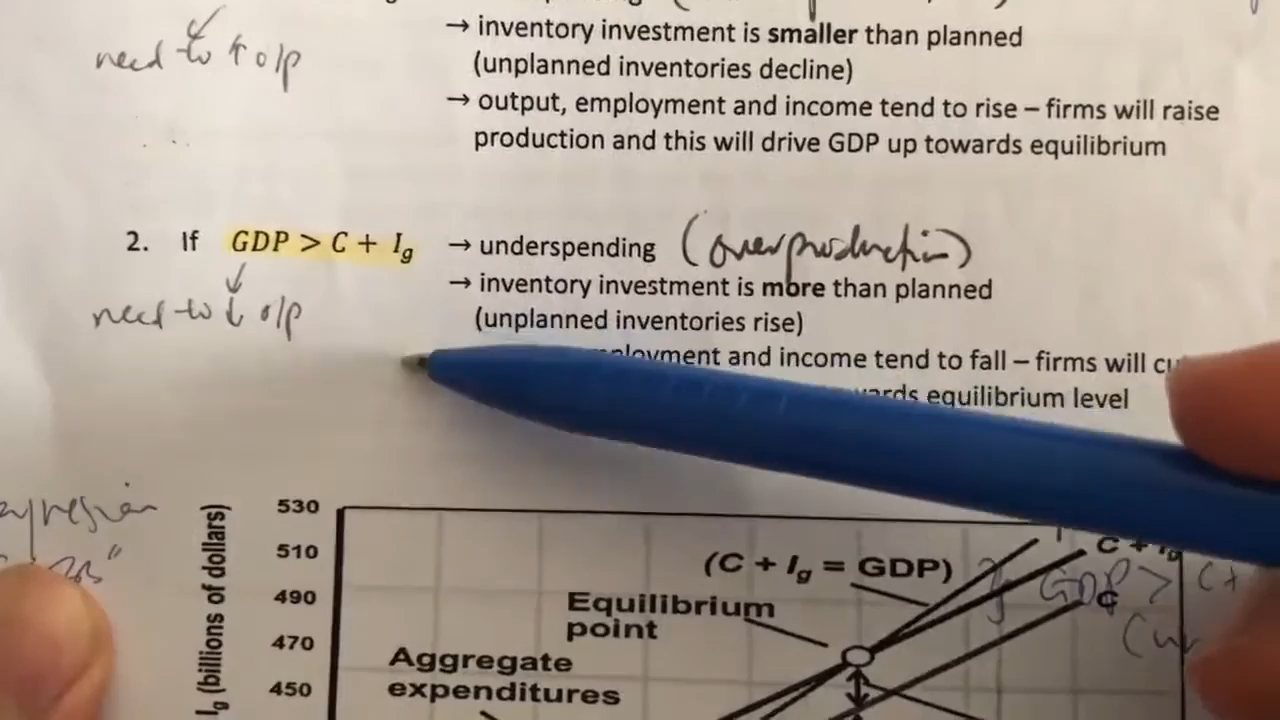 → inventory investment is smaller than planned
need to ↑ o/p
(unplanned inventories decline)
→ output, employment and income tend to rise – firms will raise
production and this will drive GDP up towards equilibrium
2. If GDP > C + Ig → underspending (overproduction)
→ inventory investment is more than planned
need to ↓ o/p
(unplanned inventories rise)
and income tend to fall – firms will
equilibrium level
530
510
490
470
450
Ig (billions of dollars)
(C + Ig = GDP)
C + Ig
GDP > C+
C
Equilibrium
point
Aggregate
expenditures